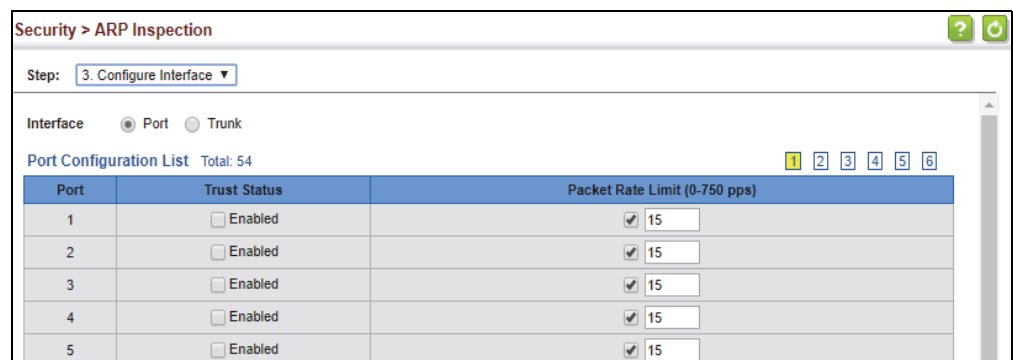 Security > ARP Inspection ?
Step: 3. Configure Interface ▼
Interface Port Trunk
Port Configuration List Total: 54 1 2 3 4 5 6
Port Trust Status Packet Rate Limit (0-750 pps)
1 Enabled 15
2 Enabled 15
3 Enabled 15
4 Enabled 15
5 Enabled 15